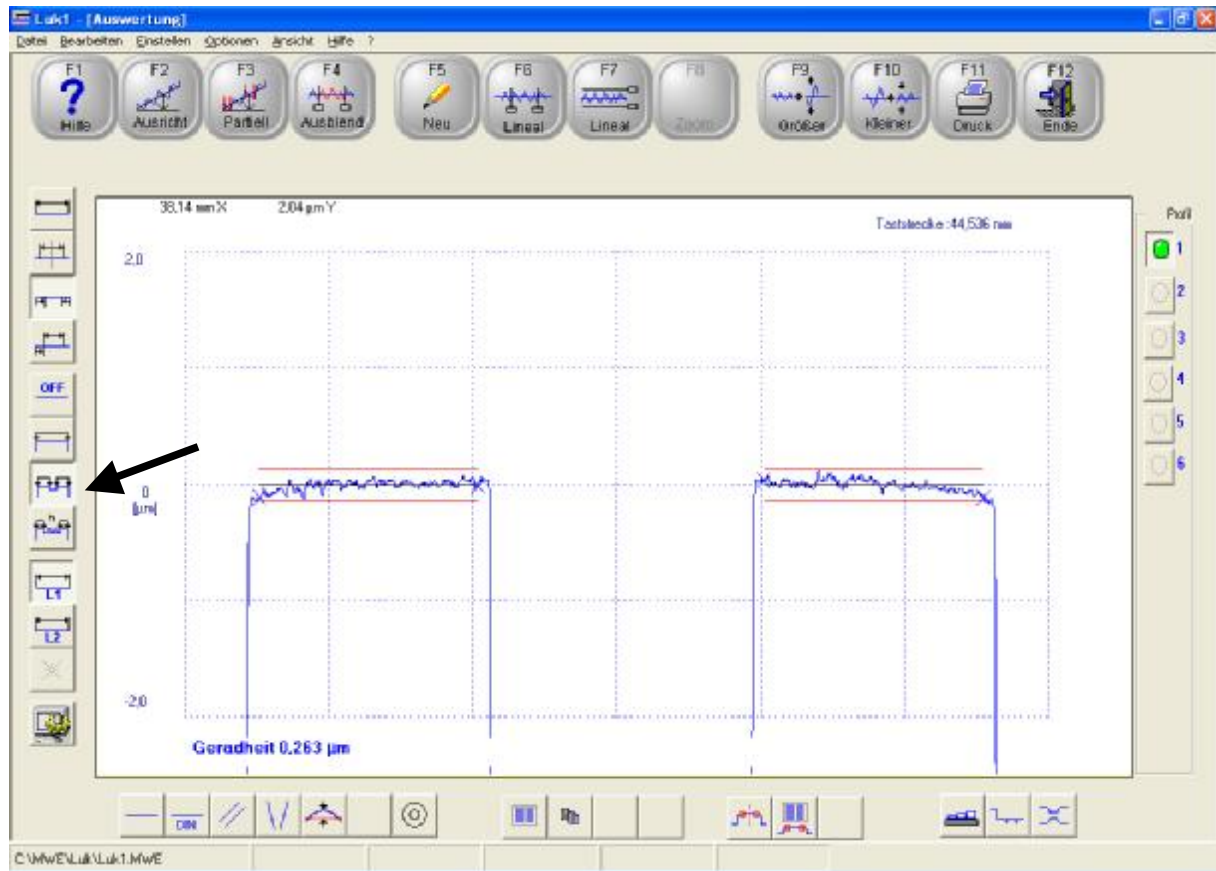 Luk1 - [Auswertung]
Datei Bearbeiten Einstellen Optionen Ansicht Hilfe ?
F1 F2 F3 F4 F5 F6 F7 F8 F9 F10 F11 F12
? Hilfe Ausricht Partiell Ausblend Neu Lineal Lineal Zoom Größer Kleiner Druck Ende
38,14 mm X 2,04 µm Y
Taststrecke :44,536 mm
Profil
1
2
3
4
5
6
2,0
0
[µm]
-2,0
OFF
n
L1
L2
Geradheit 0,263 µm
DIN
C:\MWE\Luk\Luk1.MWE